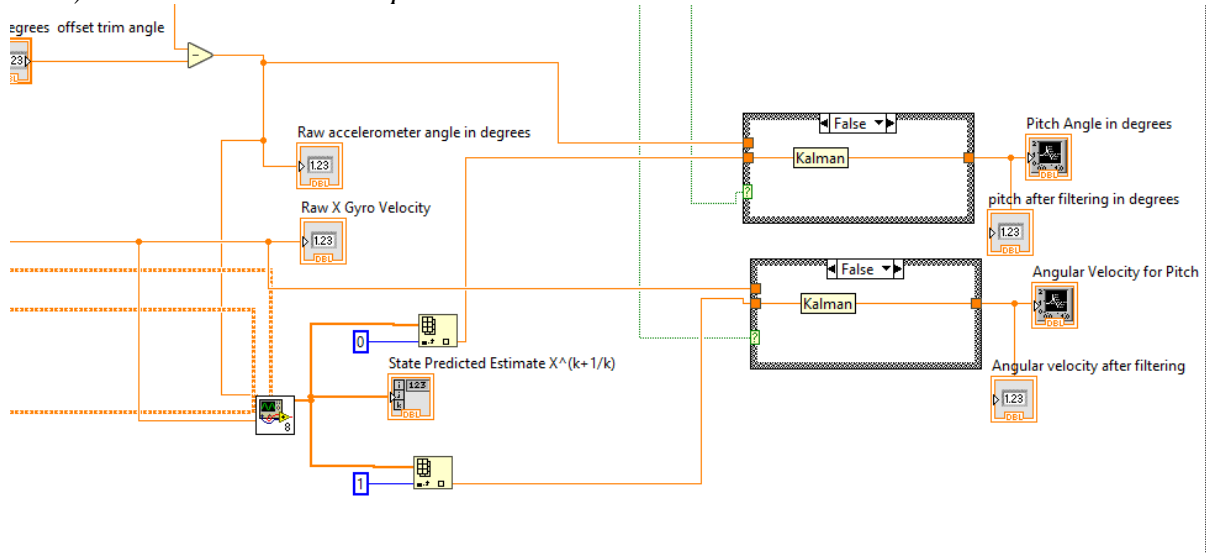 egrees offset trim angle
23
Raw accelerometer angle in degrees
1.23
DBL
Raw X Gyro Velocity
1.23
DBL
False
Kalman
?
Pitch Angle in degrees
DBL
pitch after filtering in degrees
1.23
DBL
False
Kalman
?
Angular Velocity for Pitch
DBL
Angular velocity after filtering
1.23
DBL
0
State Predicted Estimate X^(k+1/k)
i 123
j
k
DBL
8
1